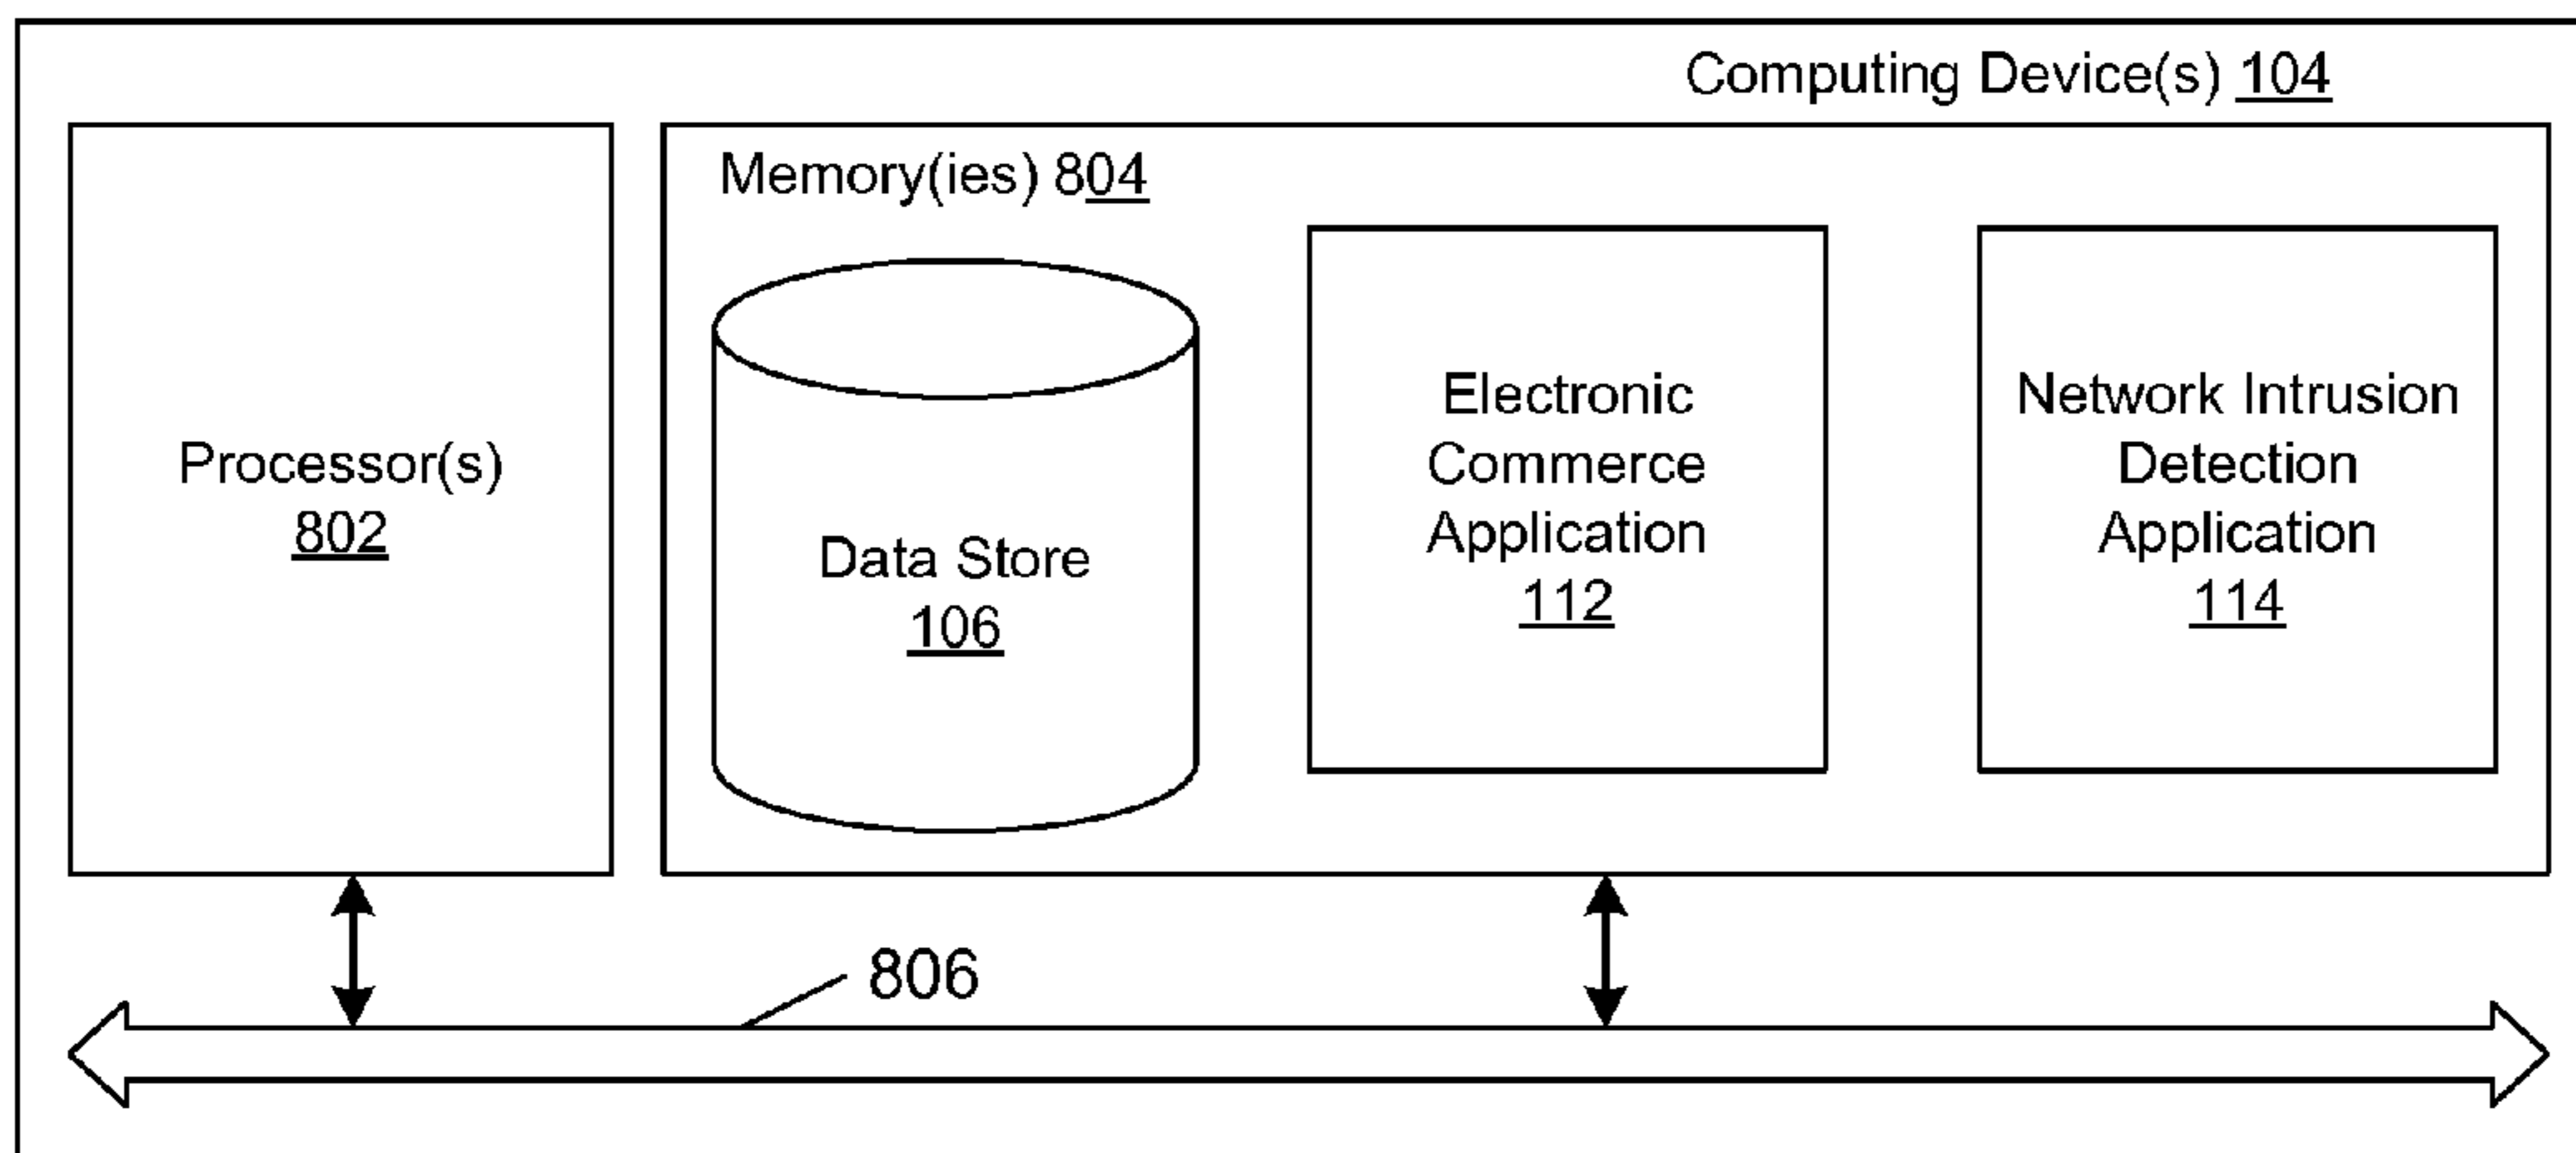 Computing Device(s) 104
Memory(ies) 804
Processor(s)
802
Data Store
106
Electronic
Commerce
Application
112
Network Intrusion
Detection
Application
114
806